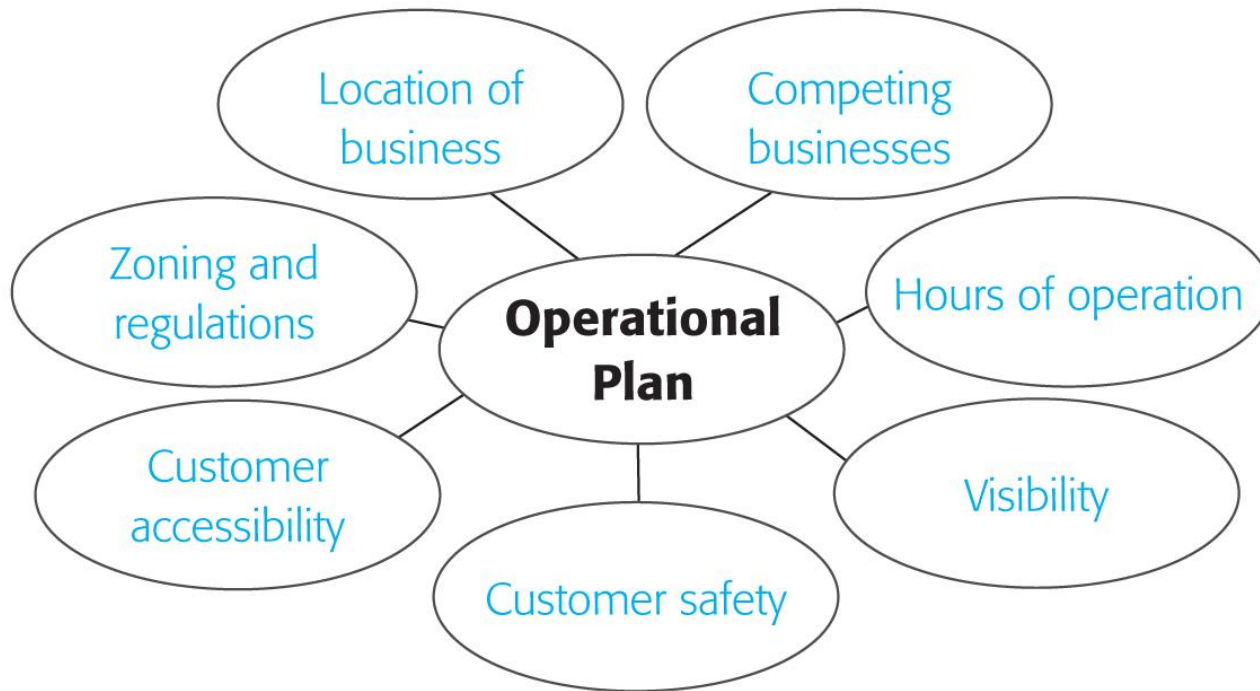 Location of
business
Competing
businesses
Zoning and
regulations
Hours of operation
Operational
Plan
Customer
accessibility
Visibility
Customer safety